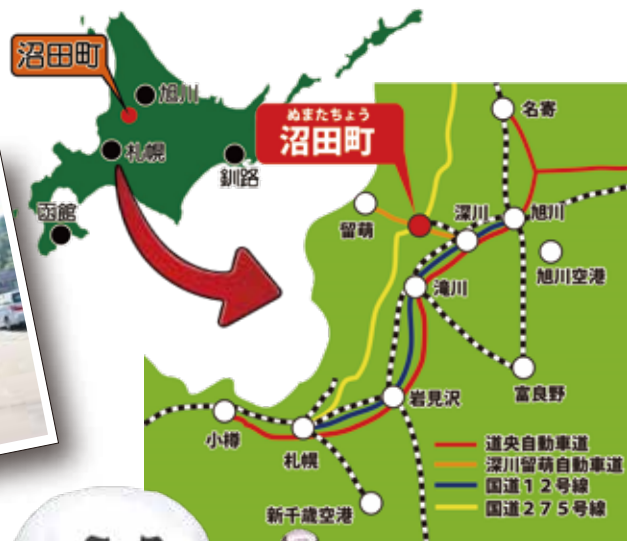 沼田町
旭川
札幌
釧路
函館
ぬまたちょう
沼田町
名寄
留萌
深川
旭川
旭川空港
滝川
富良野
岩見沢
小樽
札幌
新千歳空港
道央自動車道
深川留萌自動車道
国道12号線
国道275号線